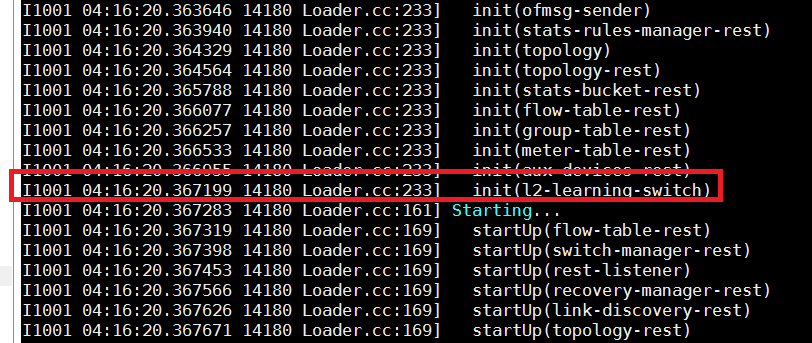 I1001 04:16:20.363646 14180 Loader.cc:233]   init(ofmsg-sender)
I1001 04:16:20.363940 14180 Loader.cc:233]   init(stats-rules-manager-rest)
I1001 04:16:20.364329 14180 Loader.cc:233]   init(topology)
I1001 04:16:20.364564 14180 Loader.cc:233]   init(topology-rest)
I1001 04:16:20.365788 14180 Loader.cc:233]   init(stats-bucket-rest)
I1001 04:16:20.366077 14180 Loader.cc:233]   init(flow-table-rest)
I1001 04:16:20.366257 14180 Loader.cc:233]   init(group-table-rest)
I1001 04:16:20.366533 14180 Loader.cc:233]   init(meter-table-rest)
I1001 04:16:20.366955 14180 Loader.cc:233]   init(aux-devices-rest)
I1001 04:16:20.367199 14180 Loader.cc:233]   init(l2-learning-switch)
I1001 04:16:20.367283 14180 Loader.cc:161] Starting...
I1001 04:16:20.367319 14180 Loader.cc:169]   startUp(flow-table-rest)
I1001 04:16:20.367398 14180 Loader.cc:169]   startUp(switch-manager-rest)
I1001 04:16:20.367453 14180 Loader.cc:169]   startUp(rest-listener)
I1001 04:16:20.367566 14180 Loader.cc:169]   startUp(recovery-manager-rest)
I1001 04:16:20.367626 14180 Loader.cc:169]   startUp(link-discovery-rest)
I1001 04:16:20.367671 14180 Loader.cc:169]   startUp(topology-rest)